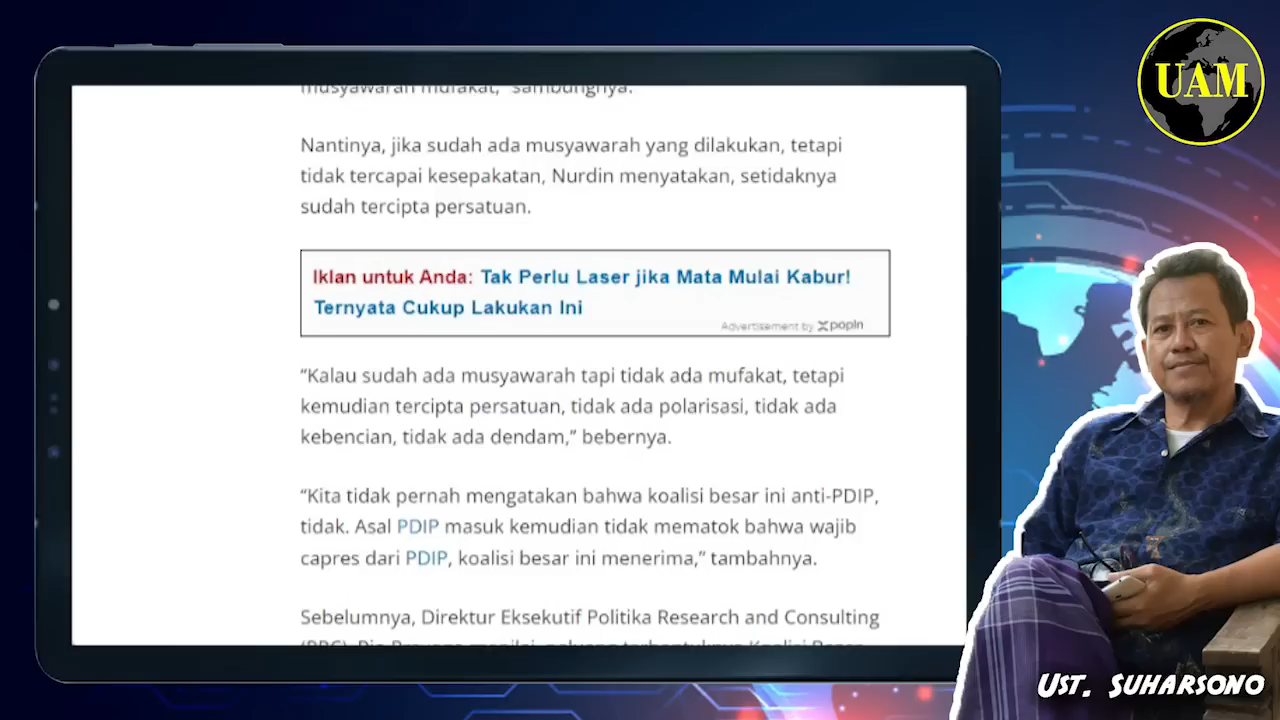 musyawarah mufakat," sambungnya.
Nantinya, jika sudah ada musyawarah yang dilakukan, tetapi
tidak tercapai kesepakatan, Nurdin menyatakan, setidaknya
sudah tercipta persatuan.
Iklan untuk Anda: Tak Perlu Laser jika Mata Mulai Kabur!
Ternyata Cukup Lakukan Ini
Advertisement by popIn
“Kalau sudah ada musyawarah tapi tidak ada mufakat, tetapi
kemudian tercipta persatuan, tidak ada polarisasi, tidak ada
kebencian, tidak ada dendam,” bebernya.
“Kita tidak pernah mengatakan bahwa koalisi besar ini anti-PDIP,
tidak. Asal PDIP masuk kemudian tidak mematok bahwa wajib
capres dari PDIP, koalisi besar ini menerima,” tambahnya.
Sebelumnya, Direktur Eksekutif Politika Research and Consulting
UAM
UST. SUHARSONO